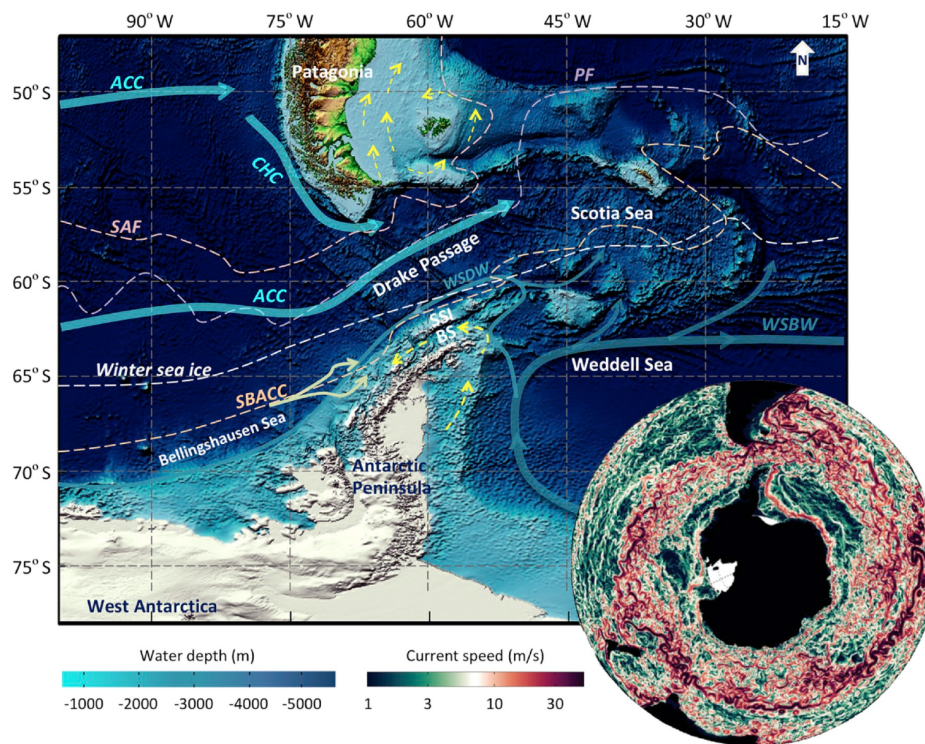 90° W 75° W 60° W 45° W 30° W 15° W
N
Patagonia
PF
ACC
50° S
CHC
55° S
Scotia Sea
SAF
Drake Passage
60° S
WSDW
ACC
SSI
WSBW
BS
Winter sea ice
Weddell Sea
65° S
SBACC
Bellingshausen Sea
70° S
Antarctic
Peninsula
75° S
West Antarctica
Water depth (m)
-1000 -2000 -3000 -4000 -5000
Current speed (m/s)
1 3 10 30